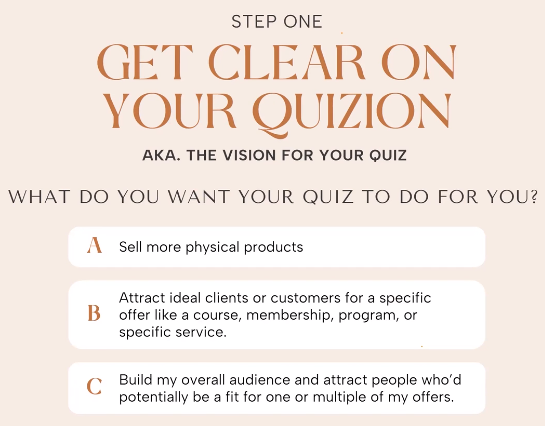 STEP ONE
GET CLEAR ON
YOUR QUIZION
AKA. THE VISION FOR YOUR QUIZ
WHAT DO YOU WANT YOUR QUIZ TO DO FOR YOU?
A Sell more physical products
B Attract ideal clients or customers for a specific
offer like a course, membership, program, or
specific service.
C Build my overall audience and attract people who'd
potentially be a fit for one or multiple of my offers.